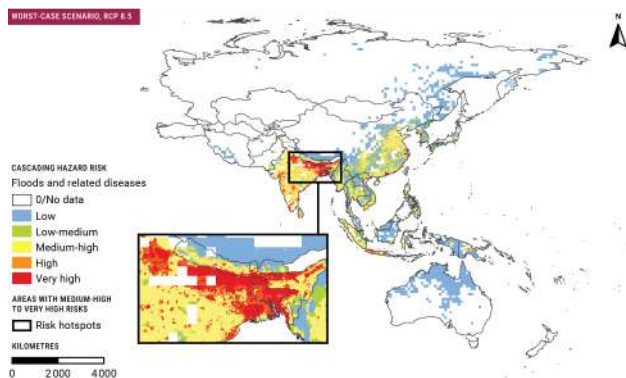 WORST-CASE SCENARIO, RCP 8.5
N
CASCADING HAZARD RISK
Floods and related diseases
0/No data
Low
Low-medium
Medium-high
High
Very high
AREAS WITH MEDIUM-HIGH
TO VERY HIGH RISKS
Risk hotspots
KILOMETRES
0 2 000 4 000